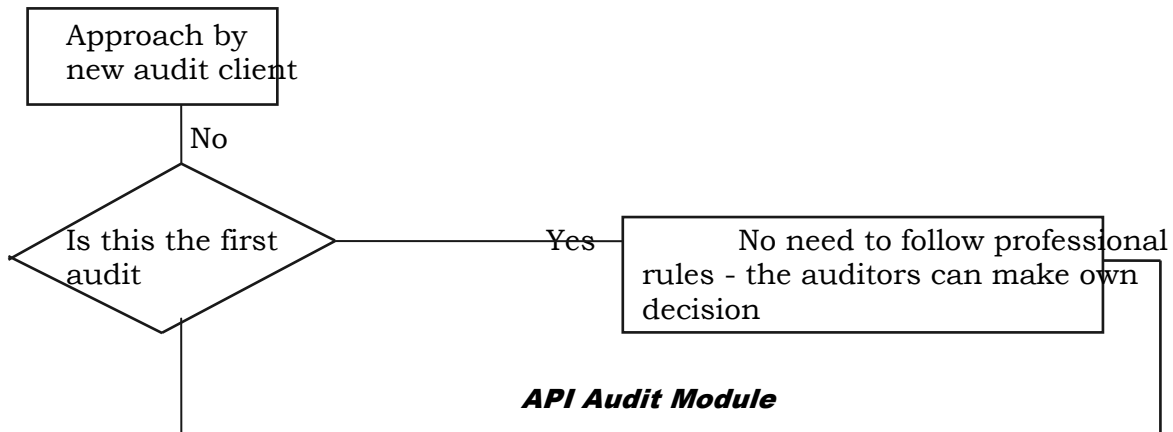 Approach by
new audit client
No
Is this the first
audit
Yes
No need to follow professional
rules - the auditors can make own
decision
API Audit Module